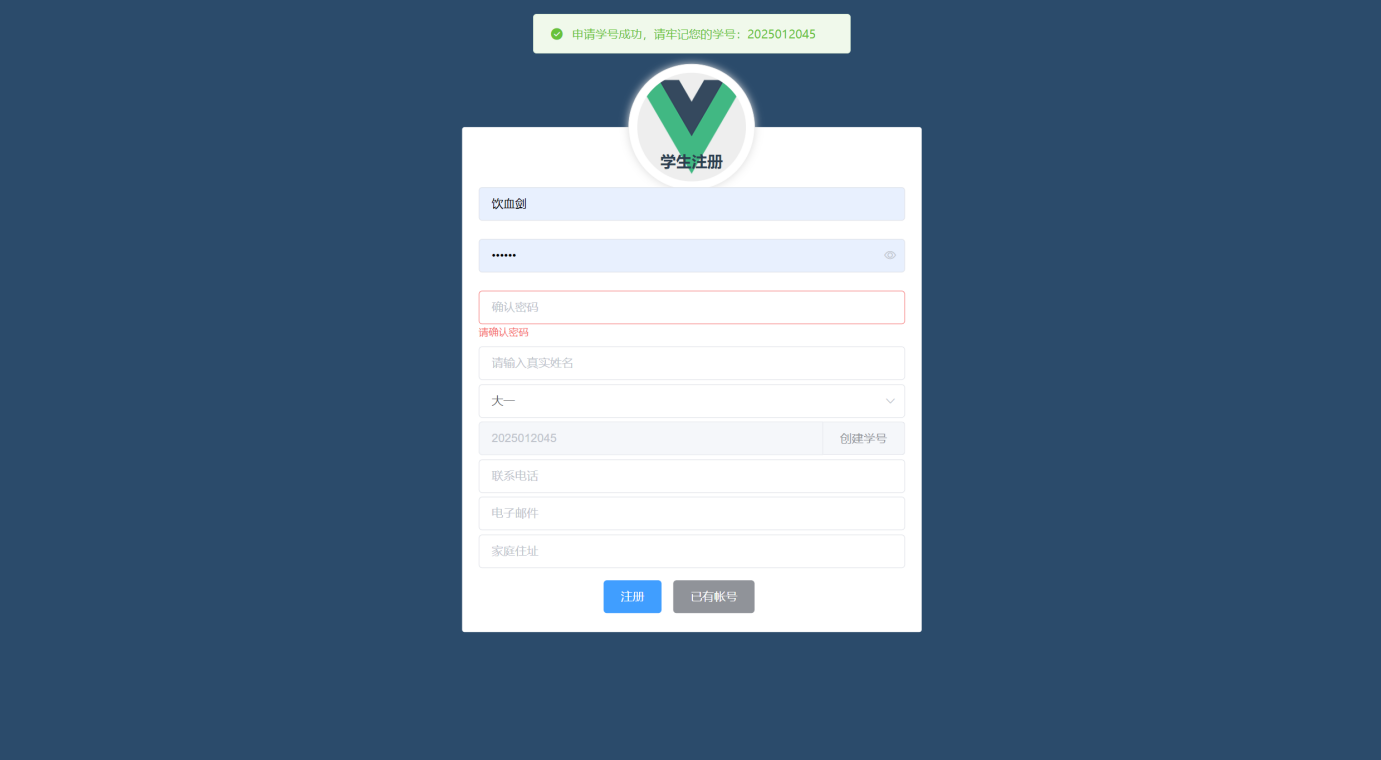 申请学号成功，请牢记您的学号：2025012045
学生注册
饮血剑
••••••
确认密码
请确认密码
请输入真实姓名
大一
2025012045 创建学号
联系电话
电子邮件
家庭住址
注册 已有帐号